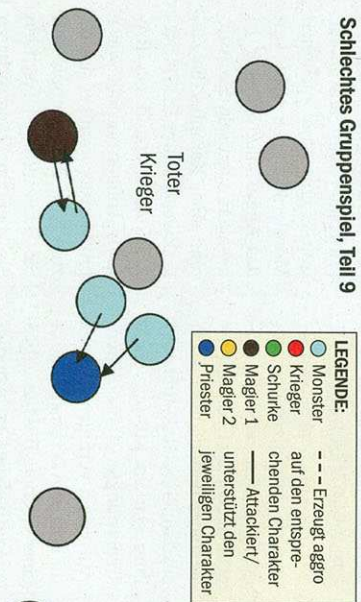 Schlechtes Gruppenspiel, Teil 9
Toter
Krieger
LEGENDE:
Monster
Krieger
Schurke
Magier 1
Magier 2
Priester
--- Erzeugt aggro
auf den entspre-
chenden Charakter
— Attackiert/
unterstützt den
jeweiligen Charakter